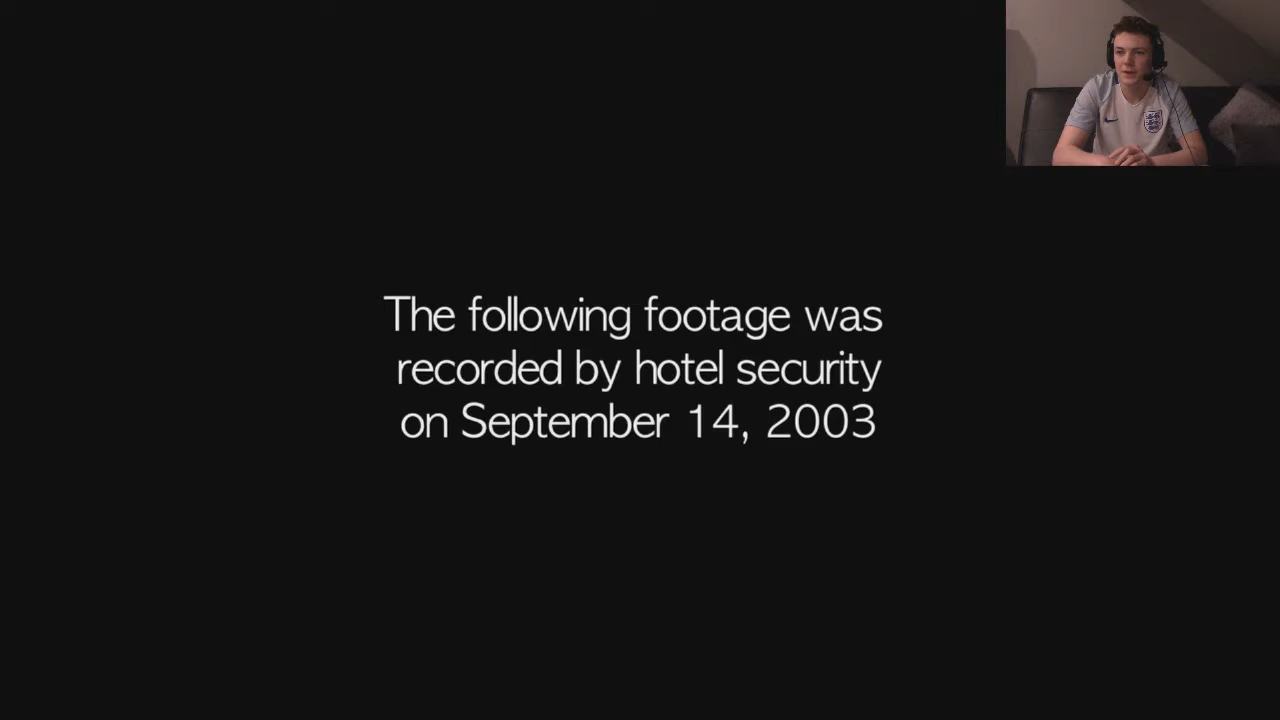 The following footage was
recorded by hotel security
on September 14, 2003